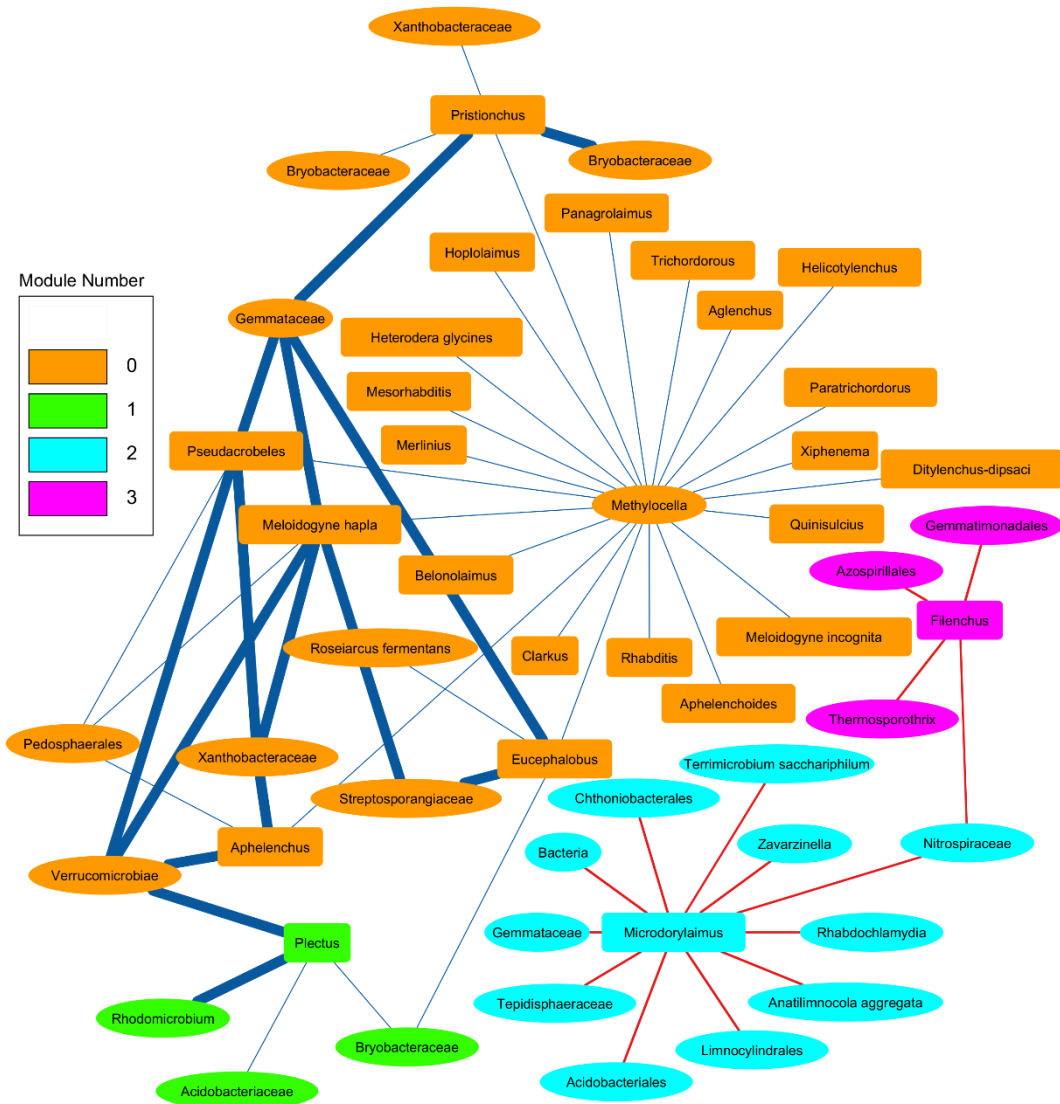 Xanthobacteraceae
Pristionchus
Bryobacteraceae
Bryobacteraceae
Panagrolaimus
Hoplolaimus
Trichordorous
Helicotylenchus
Module Number
0
1
2
3
Gemmataceae
Aglenchus
Heterodera glycines
Mesorhabditis
Paratrichordorus
Merlinius
Pseudacrobeles
Xiphenema
Ditylenchus-dipsaci
Methylocella
Meloidogyne hapla
Quinisulcius
Gemmatimonadales
Azospirillales
Belonolaimus
Filenchus
Roseiarcus fermentans
Clarkus
Rhabditis
Meloidogyne incognita
Aphelenchoides
Thermosporothrix
Pedosphaerales
Xanthobacteraceae
Eucephalobus
Terrimicrobium sacchariphilum
Streptosporangiaceae
Chthoniobacterales
Aphelenchus
Bacteria
Zavarzinella
Nitrospiraceae
Verrucomicrobiae
Plectus
Gemmataceae
Microdorylaimus
Rhabdochlamydia
Tepidisphaeraceae
Anatilimnocola aggregata
Rhodomicrobium
Bryobacteraceae
Limnocylindrales
Acidobacteriaceae
Acidobacteriales